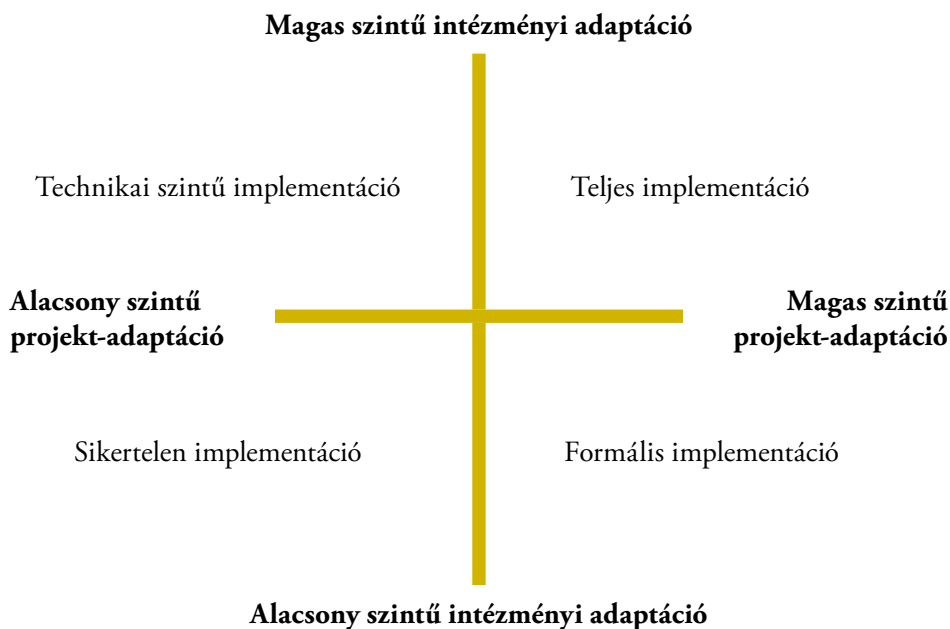 Magas szintű intézményi adaptáció
Technikai szintű implementáció
Teljes implementáció
Alacsony szintű
projekt-adaptáció
Magas szintű
projekt-adaptáció
Sikertelen implementáció
Formális implementáció
Alacsony szintű intézményi adaptáció